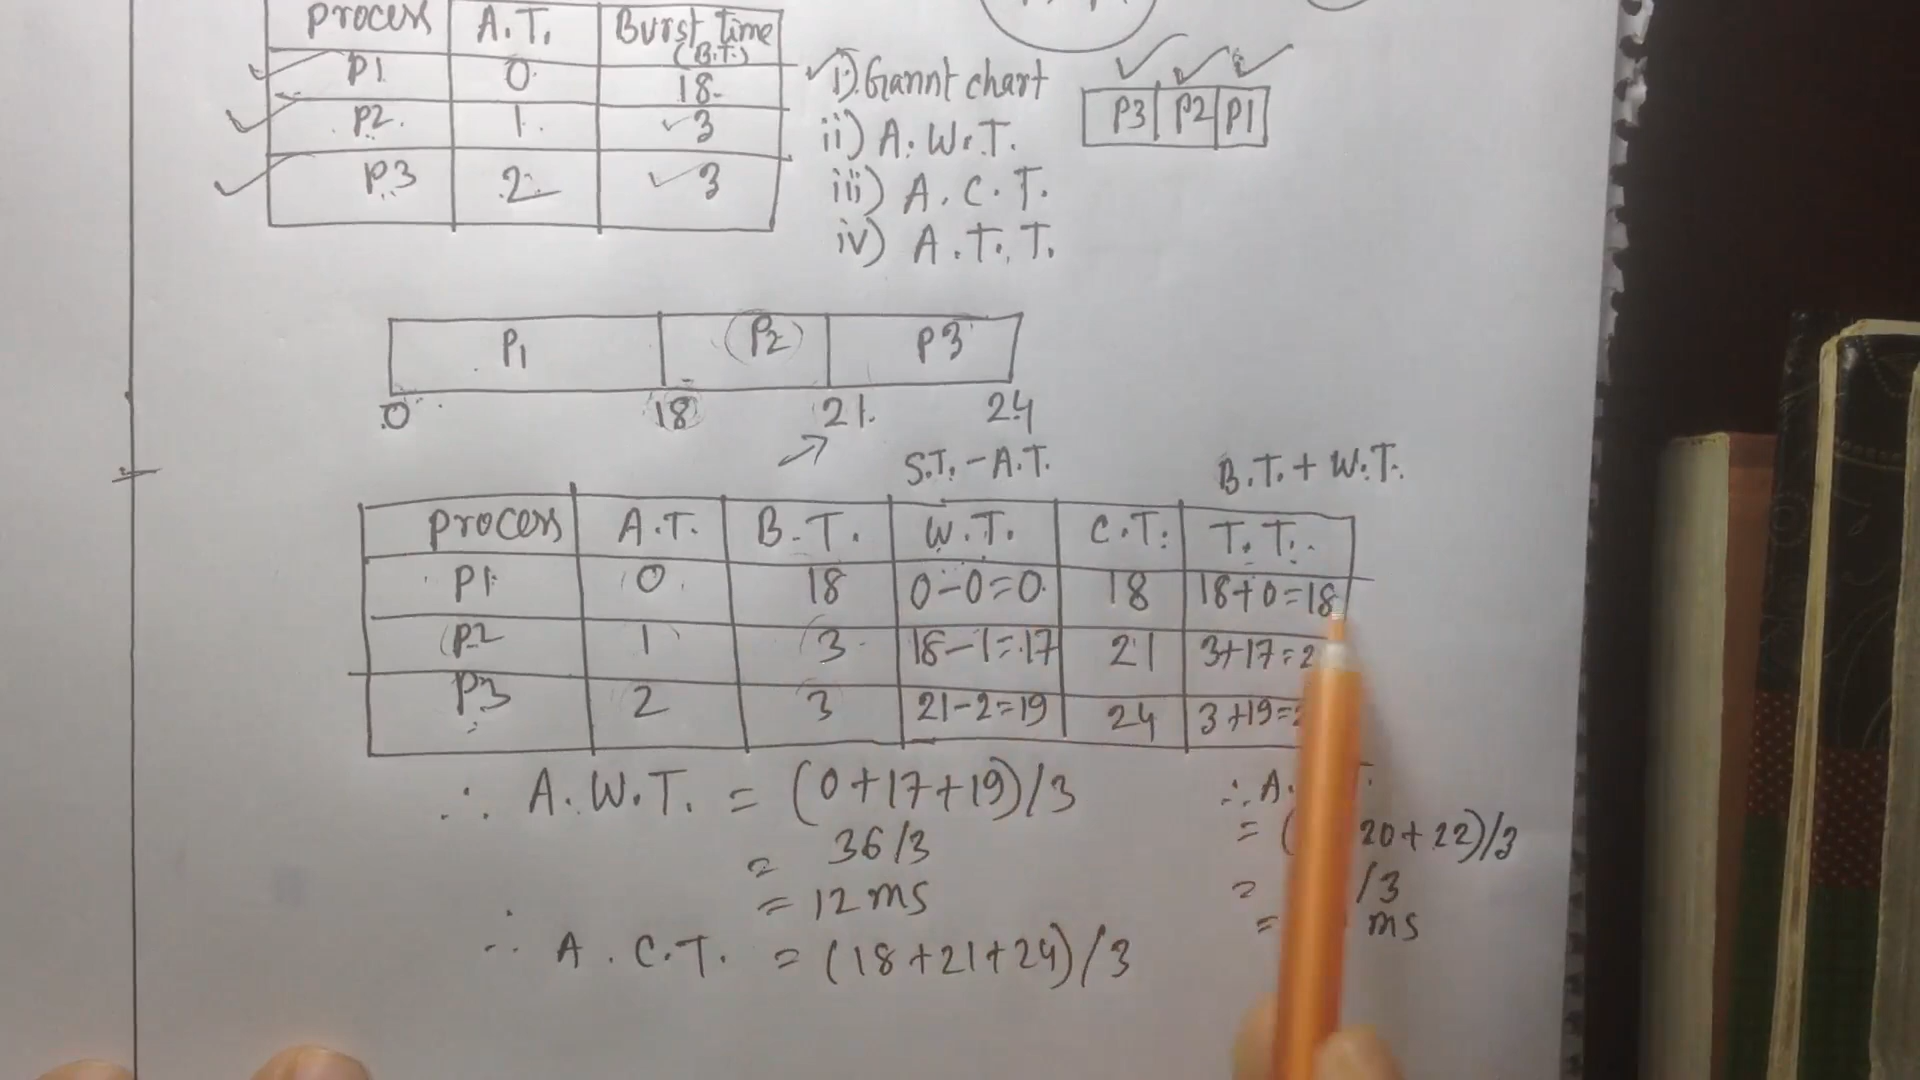 process A.T. Burst time
(B.T.)
P1 0 18
P2 1 3
P3 2 3
i) Gannt chart
ii) A.W.T.
iii) A.C.T.
iv) A.T.T.
P3 P2 P1
P1 P2 P3
0 18 21 24
S.T. - A.T. B.T. + W.T.
process A.T. B.T. W.T. C.T. T.T.
P1 0 18 0-0=0 18 18+0=18
P2 1 3 18-1=17 21 3+17=2
P3 2 3 21-2=19 24 3+19=2
∴ A.W.T. = (0+17+19)/3
= 36/3
= 12 ms
∴ A.C.T. = (18+21+24)/3
∴ A. T.
= ( 20+22)/3
= /3
= ms